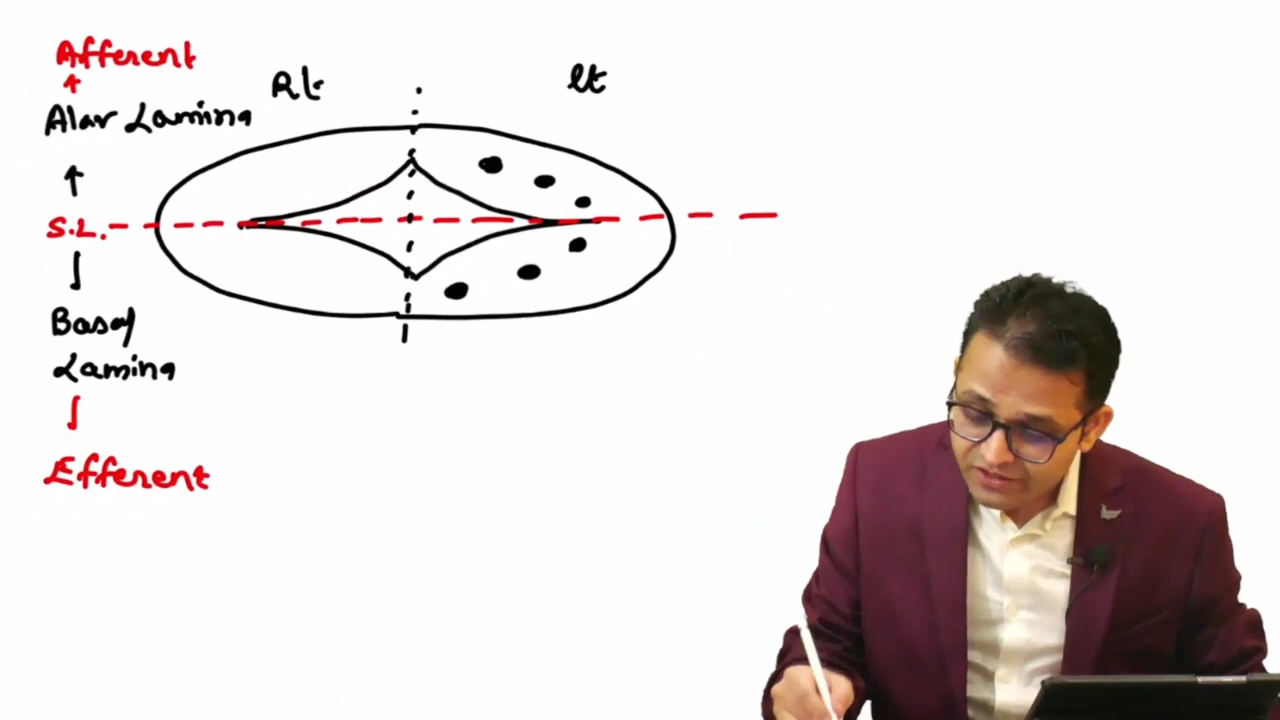 Afferent
Rt
lt
Alar Lamina
S.L.
Basal
Lamina
Efferent